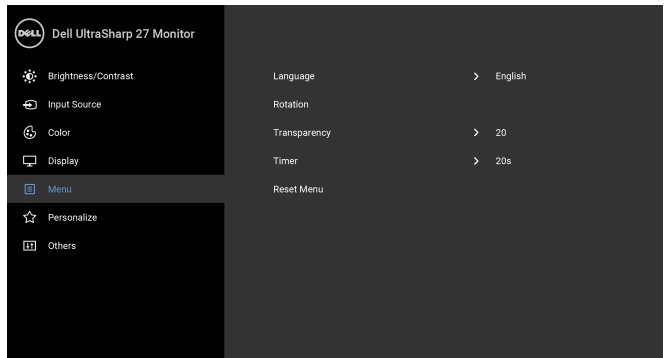 DELL Dell UltraSharp 27 Monitor
Brightness/Contrast
Input Source
Color
Display
Menu
Personalize
Others
Language English
Rotation
Transparency 20
Timer 20s
Reset Menu